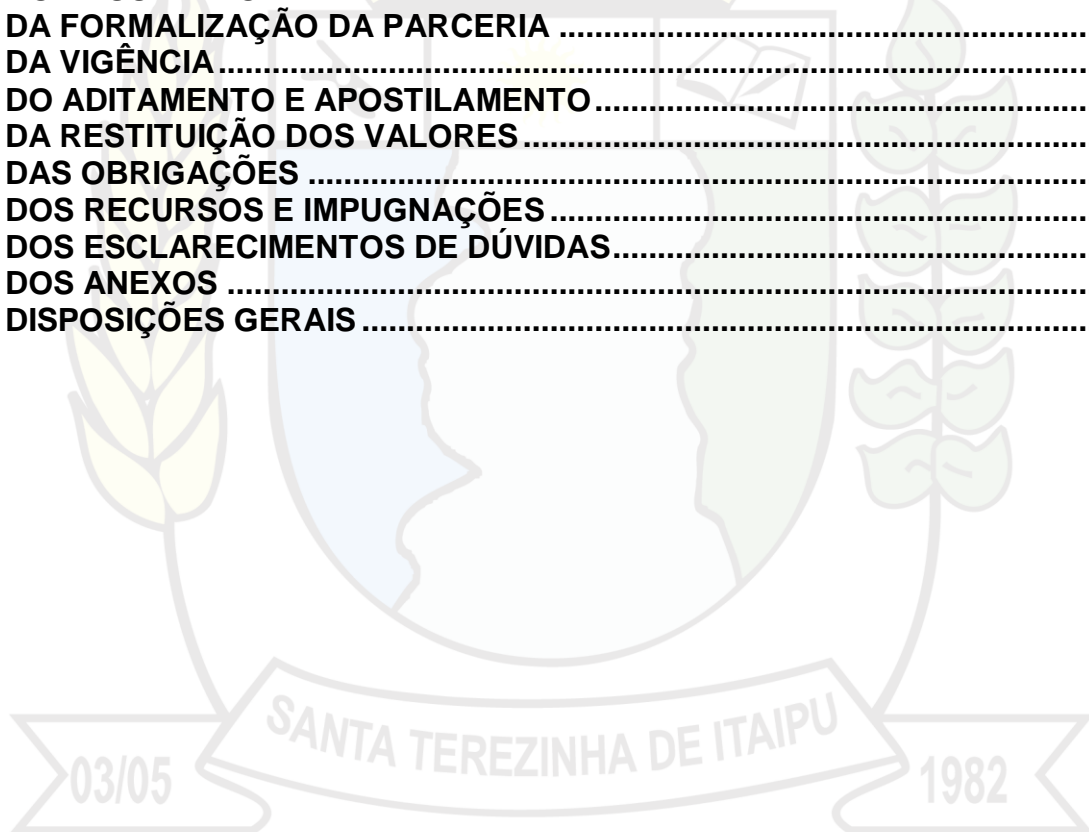 DA FORMALIZAÇÃO DA PARCERIA ................................................................
DA VIGÊNCIA..........................................................................................................
DO ADITAMENTO E APOSTILAMENTO............................................................
DA RESTITUIÇÃO DOS VALORES.....................................................................
DAS OBRIGAÇÕES ...............................................................................................
DOS RECURSOS E IMPUGNAÇÕES..................................................................
DOS ESCLARECIMENTOS DE DÚVIDAS..........................................................
DOS ANEXOS .........................................................................................................
DISPOSIÇÕES GERAIS.........................................................................................
SANTA TEREZINHA DE ITAIPU
03/05 1982